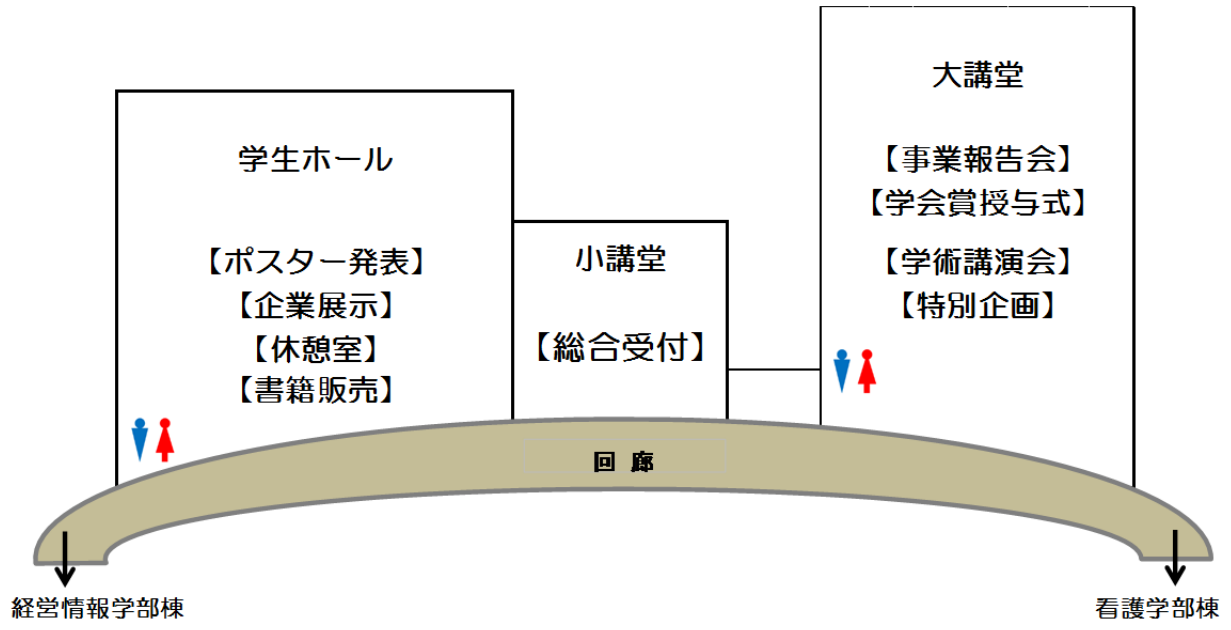 大講堂
【事業報告会】
【学会賞授与式】
【学術講演会】
【特別企画】
学生ホール
【ポスター発表】
【企業展示】
【休憩室】
【書籍販売】
小講堂
【総合受付】
回 廊
経営情報学部棟
看護学部棟